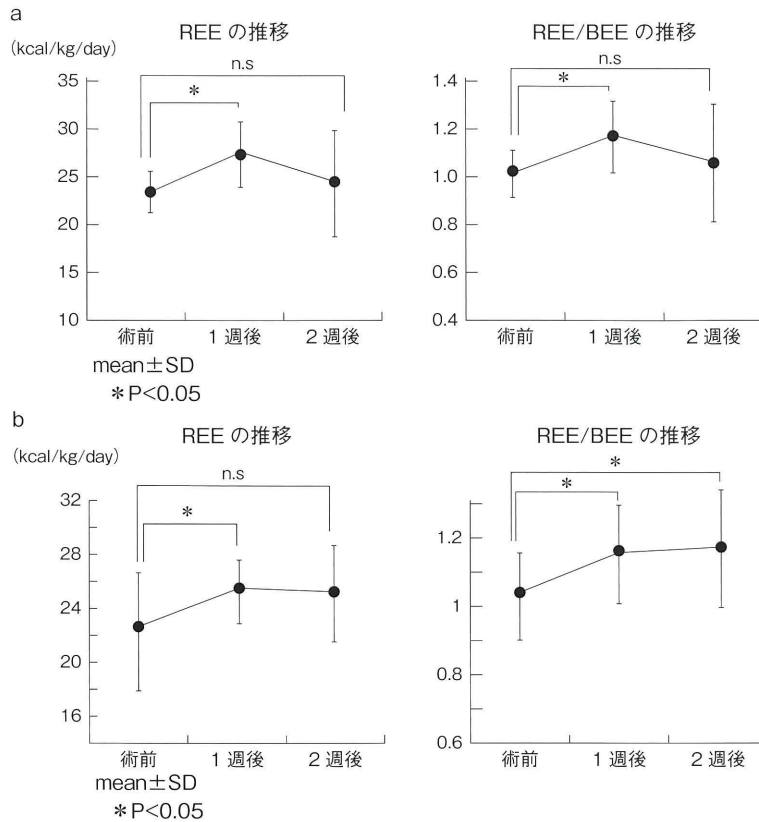 a
REE の推移
(kcal/kg/day)
n.s
*
35
30
25
20
15
10
術前 1 週後 2 週後
mean±SD
*P<0.05
REE/BEE の推移
n.s
*
1.4
1.2
1.0
0.8
0.6
0.4
術前 1 週後 2 週後
b
REE の推移
(kcal/kg/day)
n.s
*
32
28
26
24
22
20
16
術前 1 週後 2 週後
mean±SD
*P<0.05
REE/BEE の推移
*
*
1.2
1
0.8
0.6
術前 1 週後 2 週後